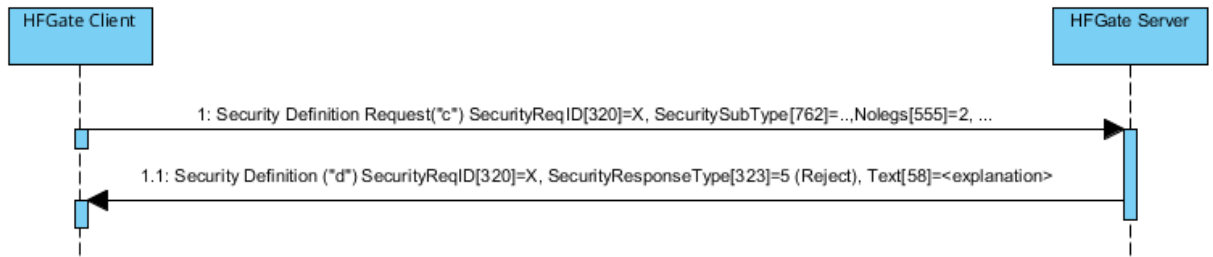 HFGate Client
HFGate Server
1: Security Definition Request("c") SecurityReqID[320]=X, SecuritySubType[762]=..,Nolegs[555]=2, ...
1.1: Security Definition ("d") SecurityReqID[320]=X, SecurityResponseType[323]=5 (Reject), Text[58]=<explanation>